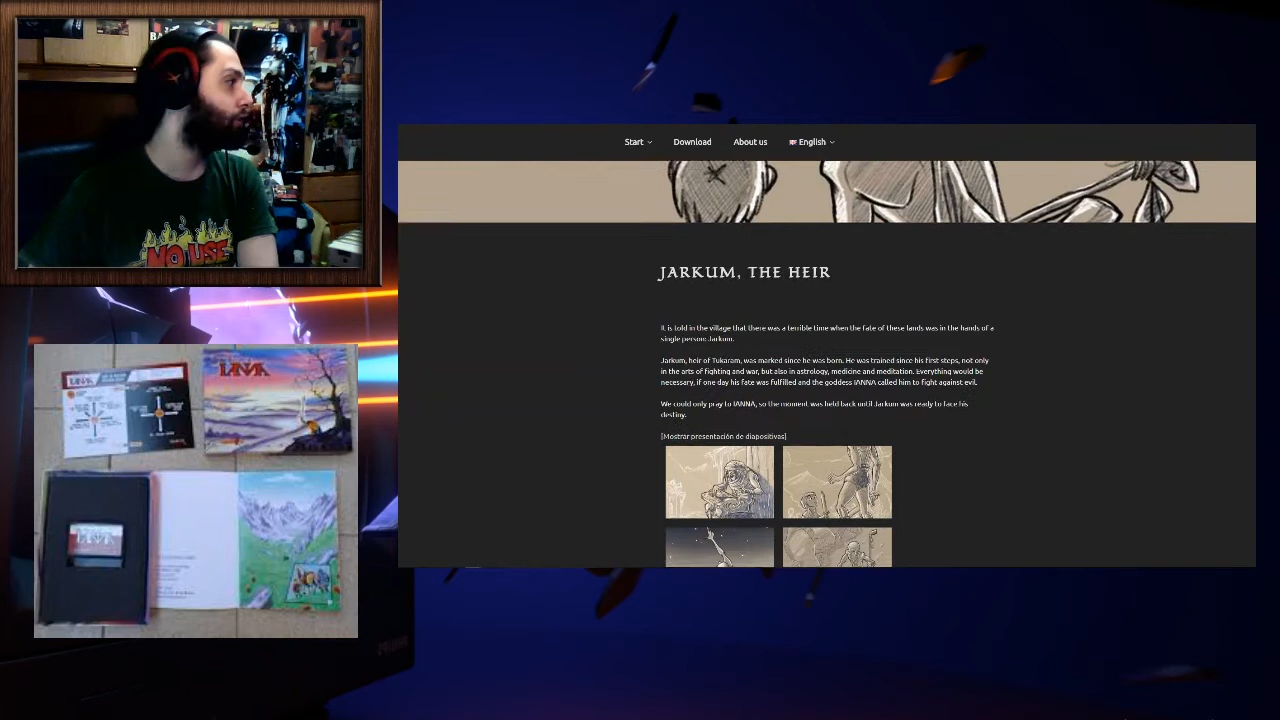 Start
Download
About us
English
JARKUM, THE HEIR
It is told in the village that there was a terrible time when the fate of these lands was in the hands of a
single person: Jarkum.
Jarkum, heir of Tukaram, was marked since he was born. He was trained since his first steps, not only
in the arts of fighting and war, but also in astrology, medicine and meditation. Everything would be
necessary, if one day his fate was fulfilled and the goddess IANNA called him to fight against evil.
We could only pray to IANNA, so the moment was held back until Jarkum was ready to face his
destiny.
[Mostrar presentación de diapositivas]
NO USE